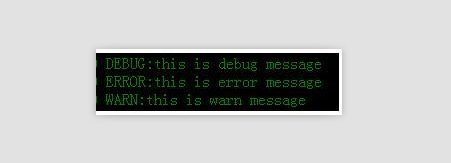 DEBUG:this is debug message
ERROR:this is error message
WARN:this is warn message